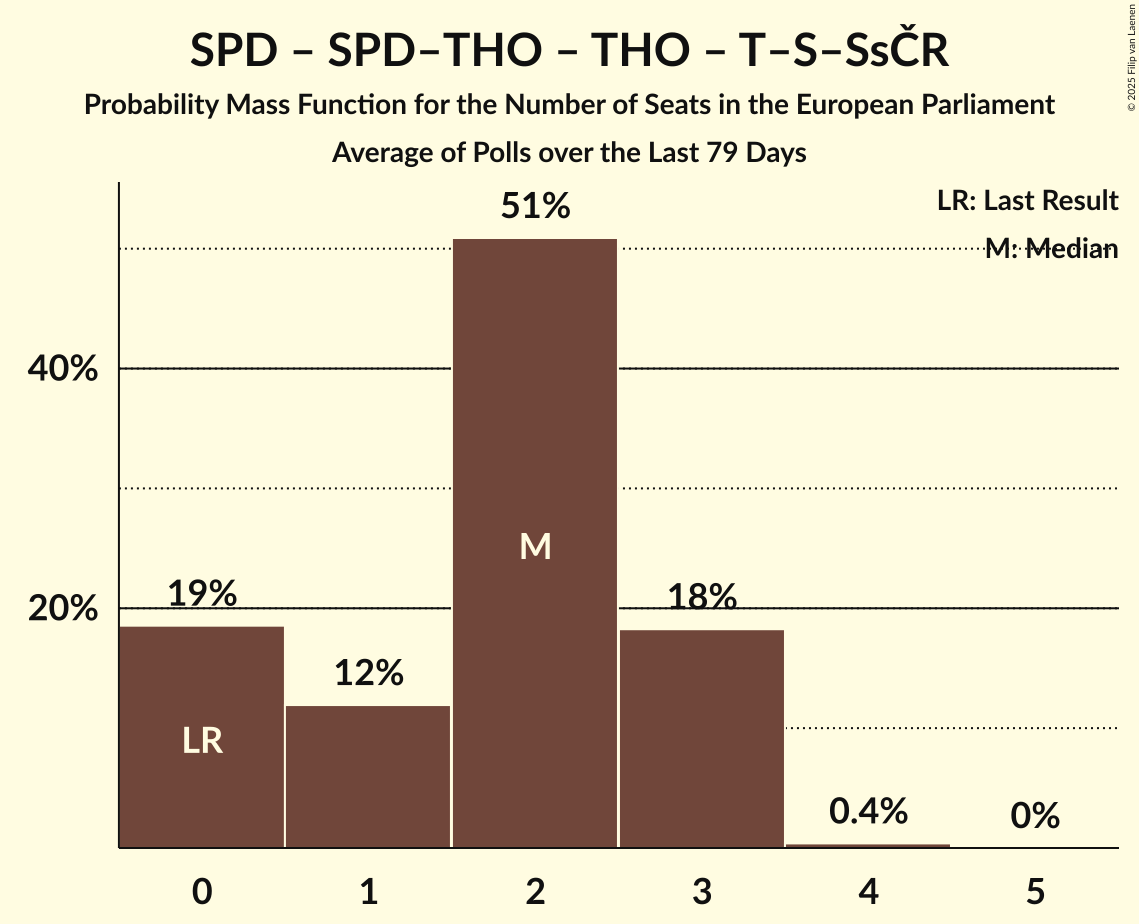 SPD – SPD–THO – THO – T–S–SsČR
Probability Mass Function for the Number of Seats in the European Parliament
Average of Polls over the Last 79 Days
© 2025 Filip van Laenen
LR: Last Result
M: Median
51%
40%
M
19%
18%
20%
12%
LR
0.4%
0%
0 1 2 3 4 5